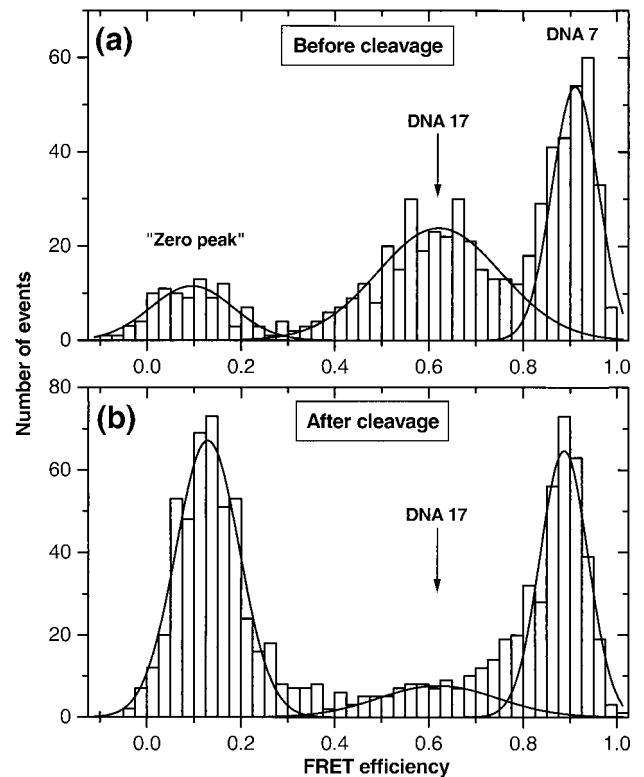 (a)
Before cleavage
DNA 7
DNA 17
"Zero peak"
60
40
20
0
0.0 0.2 0.4 0.6 0.8 1.0
Number of events
(b)
After cleavage
DNA 17
80
60
40
20
0
0.0 0.2 0.4 0.6 0.8 1.0
FRET efficiency